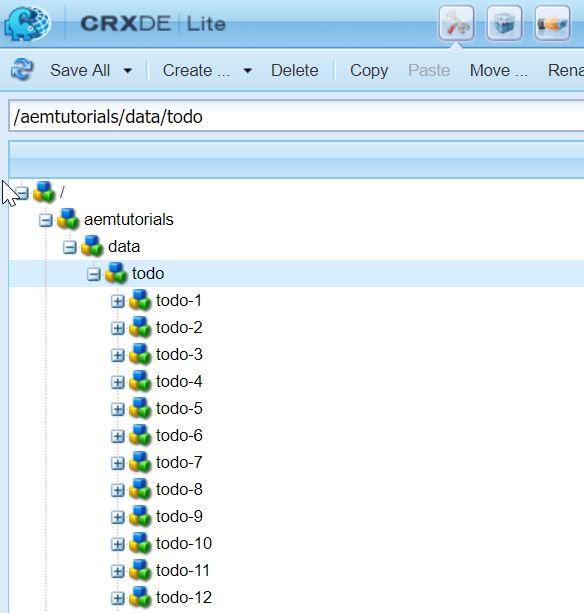 CRXDE | Lite
Save All Create ... Delete Copy Paste Move ... Rena
/aemtutorials/data/todo
/
aemtutorials
data
todo
todo-1
todo-2
todo-3
todo-4
todo-5
todo-6
todo-7
todo-8
todo-9
todo-10
todo-11
todo-12